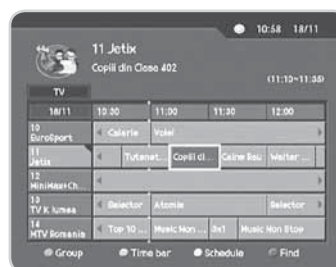 10:58 18/11
11 Jetix
Copiii din Clasa 402
(11:10~11:35)
TV
18/11 10:30 11:00 11:30 12:00
10 EuroSport Calarie Volei
11 Jetix Tutenst... Copiii di... Caine Rau Walter ...
12 MiniMax+Ch...
13 TV K Lumea Selector Atomix Selector
14 MTV Romania Top 10 ... Music Non ... 3x1 Music Non Stop
Group Time bar Schedule Find